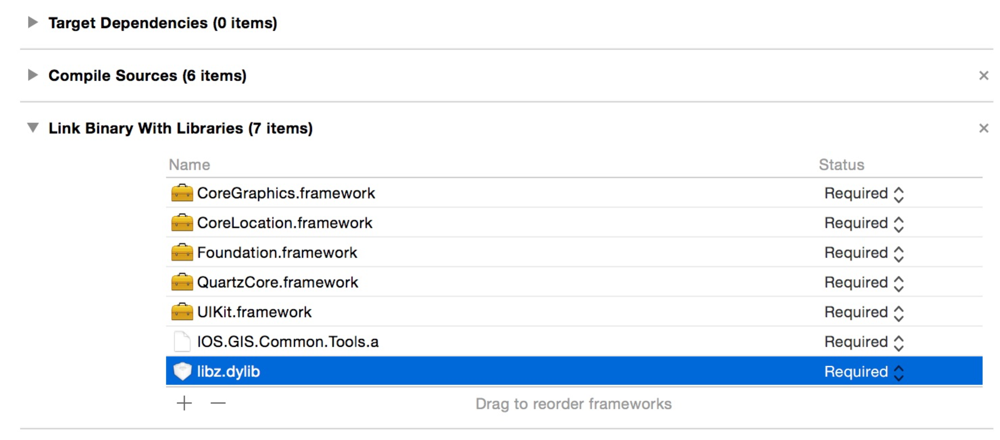 Target Dependencies (0 items)
Compile Sources (6 items)
Link Binary With Libraries (7 items)
Name Status
CoreGraphics.framework Required
CoreLocation.framework Required
Foundation.framework Required
QuartzCore.framework Required
UIKit.framework Required
IOS.GIS.Common.Tools.a Required
libz.dylib Required
Drag to reorder frameworks